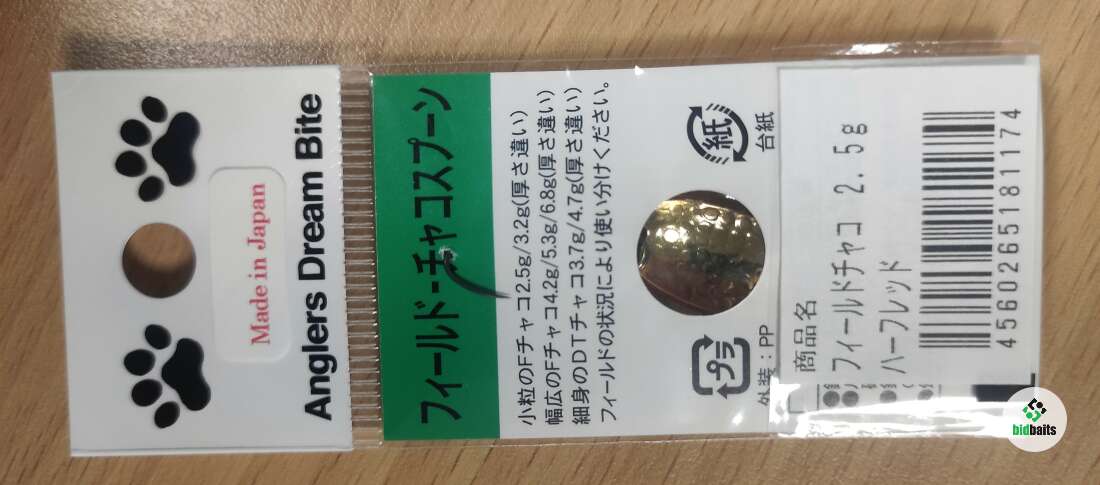 Made in Japan
Anglers Dream Bite
フィールド-チャコスプーン
小粒のFチャコ2.5g/3.2g(厚さ違い)
幅広のFチャコ4.2g/5.3g/6.8g(厚さ違い)
細身のDTチャコ3.7g/4.7g(厚さ違い)
フィールドの状況により使い分けください。
プラ
外装:PP
紙
台紙
商品名
フィールドチャコ 2.5g
ハーフレッド
4560265181174
bidbaits